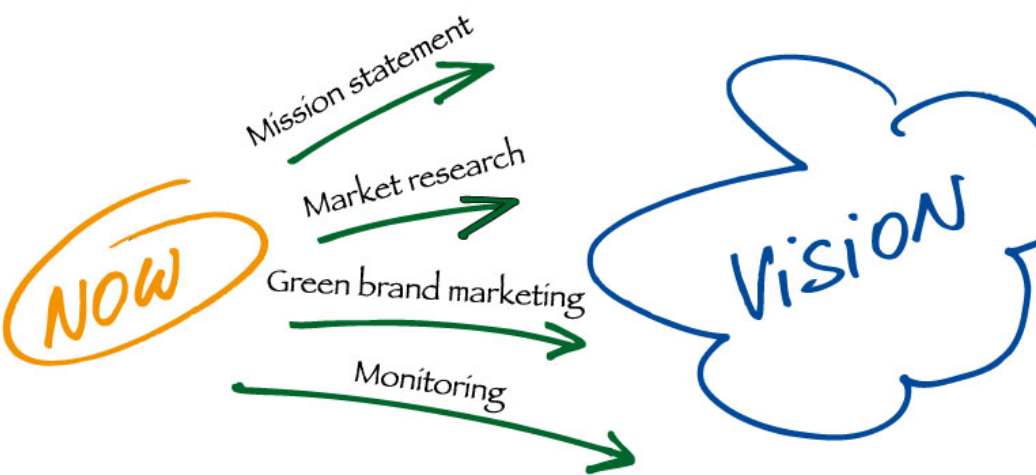 Mission statement
Market research
NOW
Green brand marketing
Monitoring
VisiON